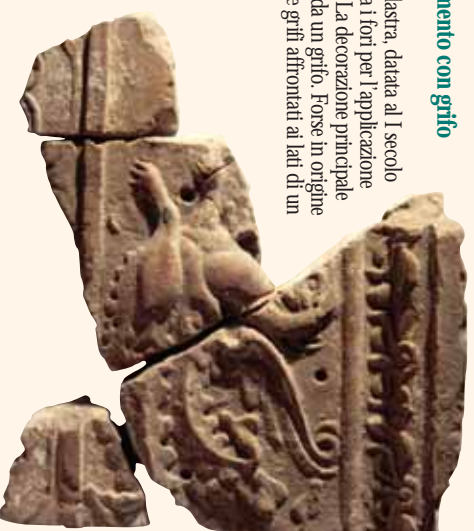 mento con grifo
lastra, datata al I secolo
a i fori per l'applicazione
La decorazione principale
da un grifo. Forse in origine
e grifi affrontati ai lati di un